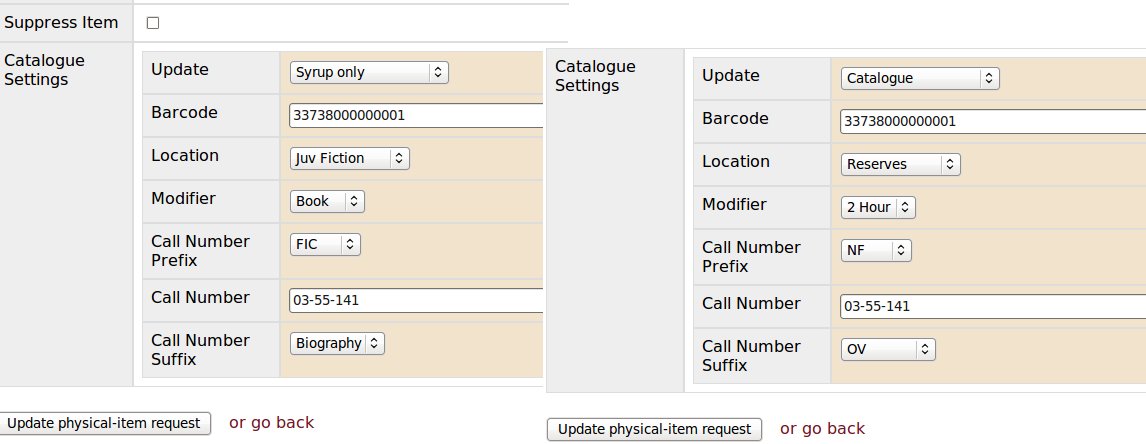 Suppress Item
Catalogue
Settings
Update
Syrup only
Barcode
33738000000001
Location
Juv Fiction
Modifier
Book
Call Number
Prefix
FIC
Call Number
03-55-141
Call Number
Suffix
Biography
Update physical-item request
or go back
Catalogue
Settings
Update
Catalogue
Barcode
33738000000001
Location
Reserves
Modifier
2 Hour
Call Number
Prefix
NF
Call Number
03-55-141
Call Number
Suffix
OV
Update physical-item request
or go back